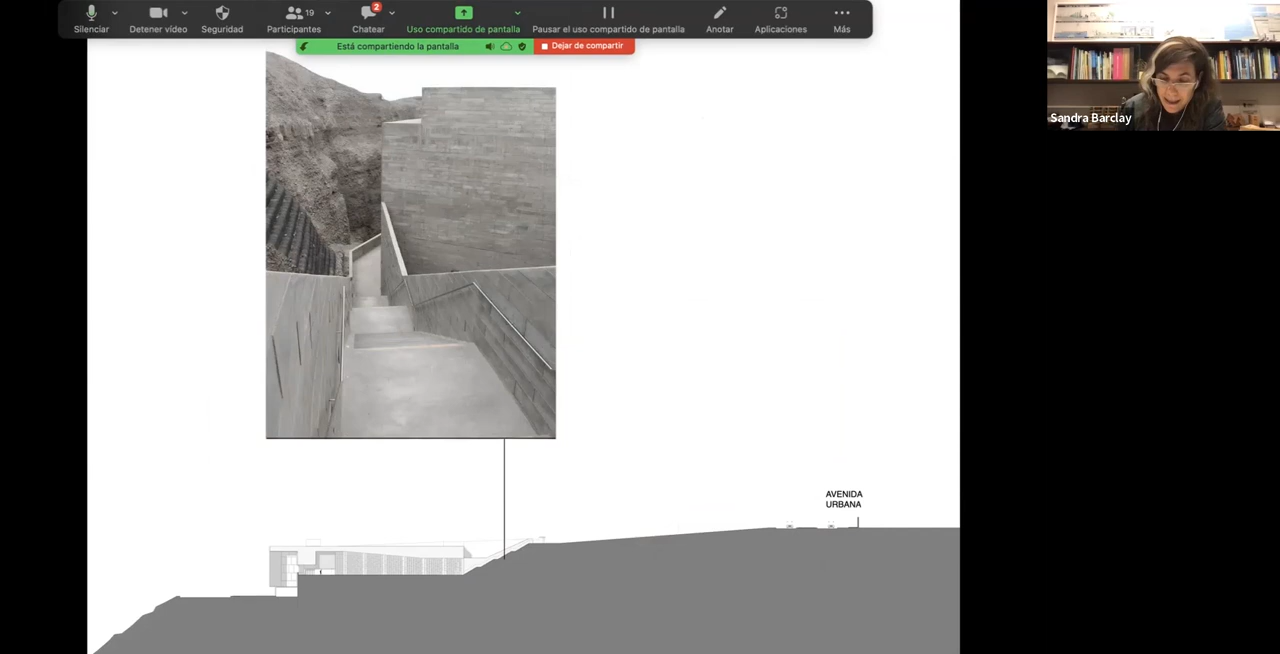 Silenciar
Detener vídeo
Seguridad
19
Participantes
2
Chatear
Uso compartido de pantalla
Pausar el uso compartido de pantalla
Anotar
Aplicaciones
Más
Está compartiendo la pantalla
Dejar de compartir
Sandra Barclay
AVENIDA
URBANA